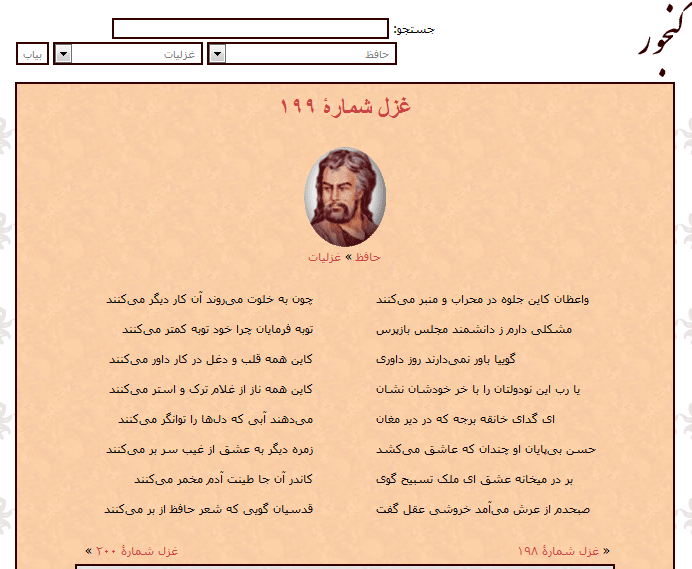 گنجور
جستجو:
حافظ غزلیات بیاب
غزل شمارهٔ ۱۹۹
حافظ » غزلیات
واعظان کاین جلوه در محراب و منبر می‌کنند
چون به خلوت می‌روند آن کار دیگر می‌کنند
مشکلی دارم ز دانشمند مجلس بازپرس
توبه فرمایان چرا خود توبه کمتر می‌کنند
گوییا باور نمی‌دارند روز داوری
کاین همه قلب و دغل در کار داور می‌کنند
یا رب این نودولتان را با خر خودشان نشان
کاین همه ناز از غلام ترک و استر می‌کنند
ای گدای خانقه برجه که در دیر مغان
می‌دهند آبی که دل‌ها را توانگر می‌کنند
حسن بی‌پایان او چندان که عاشق می‌کشد
زمره دیگر به عشق از غیب سر بر می‌کنند
بر در میخانه عشق ای ملک تسبیح گوی
کاندر آن جا طینت آدم مخمر می‌کنند
صبحدم از عرش می‌آمد خروشی عقل گفت
قدسیان گویی که شعر حافظ از بر می‌کنند
« غزل شمارهٔ ۱۹۸
غزل شمارهٔ ۲۰۰ »